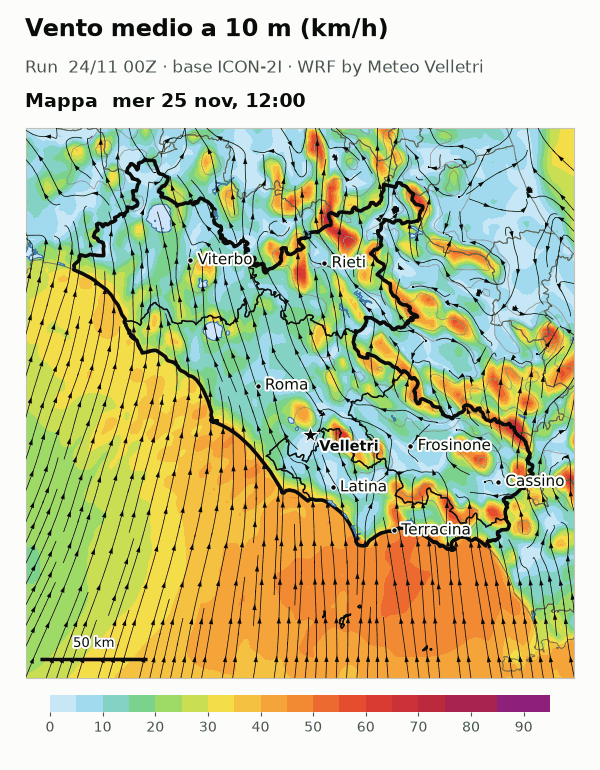 Vento medio a 10 m (km/h)
Run 24/11 00Z · base ICON-2I · WRF by Meteo Velletri
Mappa mer 25 nov, 12:00
Viterbo
Rieti
Roma
Velletri
Frosinone
Latina
Cassino
Terracina
50 km
0 10 20 30 40 50 60 70 80 90